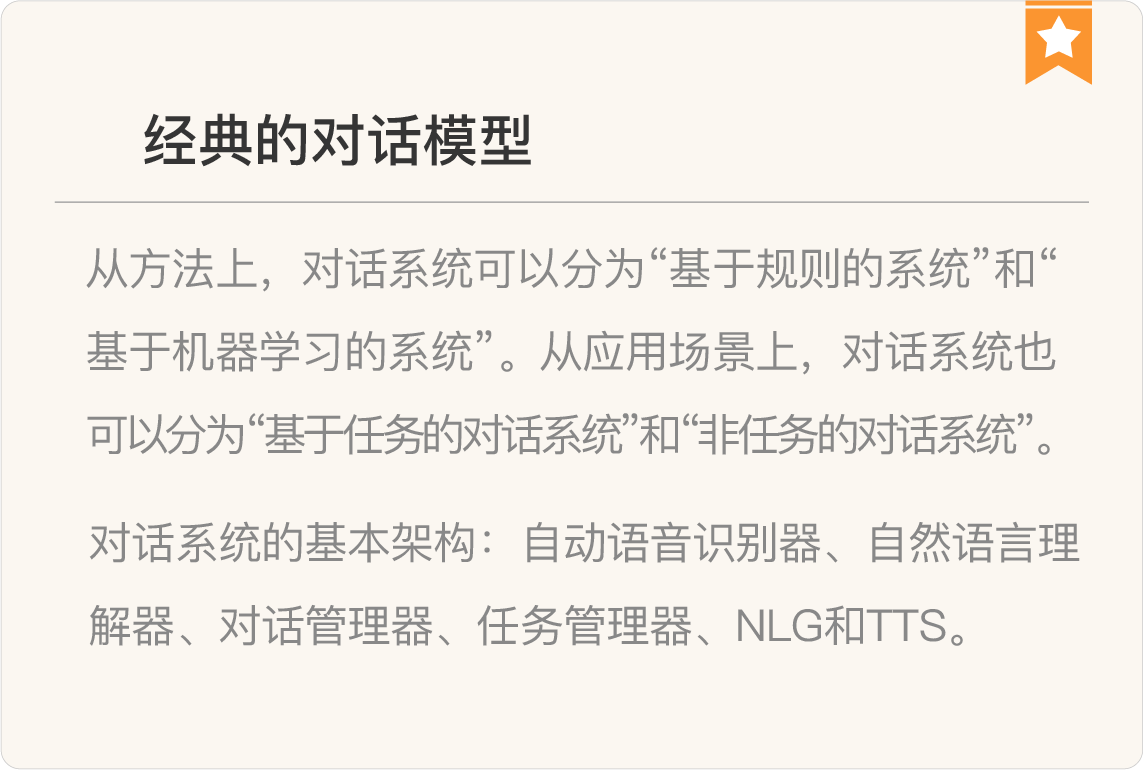 经典的对话模型
从方法上，对话系统可以分为“基于规则的系统”和“
基于机器学习的系统”。从应用场景上，对话系统也
可以分为“基于任务的对话系统”和“非任务的对话系统”。
对话系统的基本架构：自动语音识别器、自然语言理
解器、对话管理器、任务管理器、NLG和TTS。